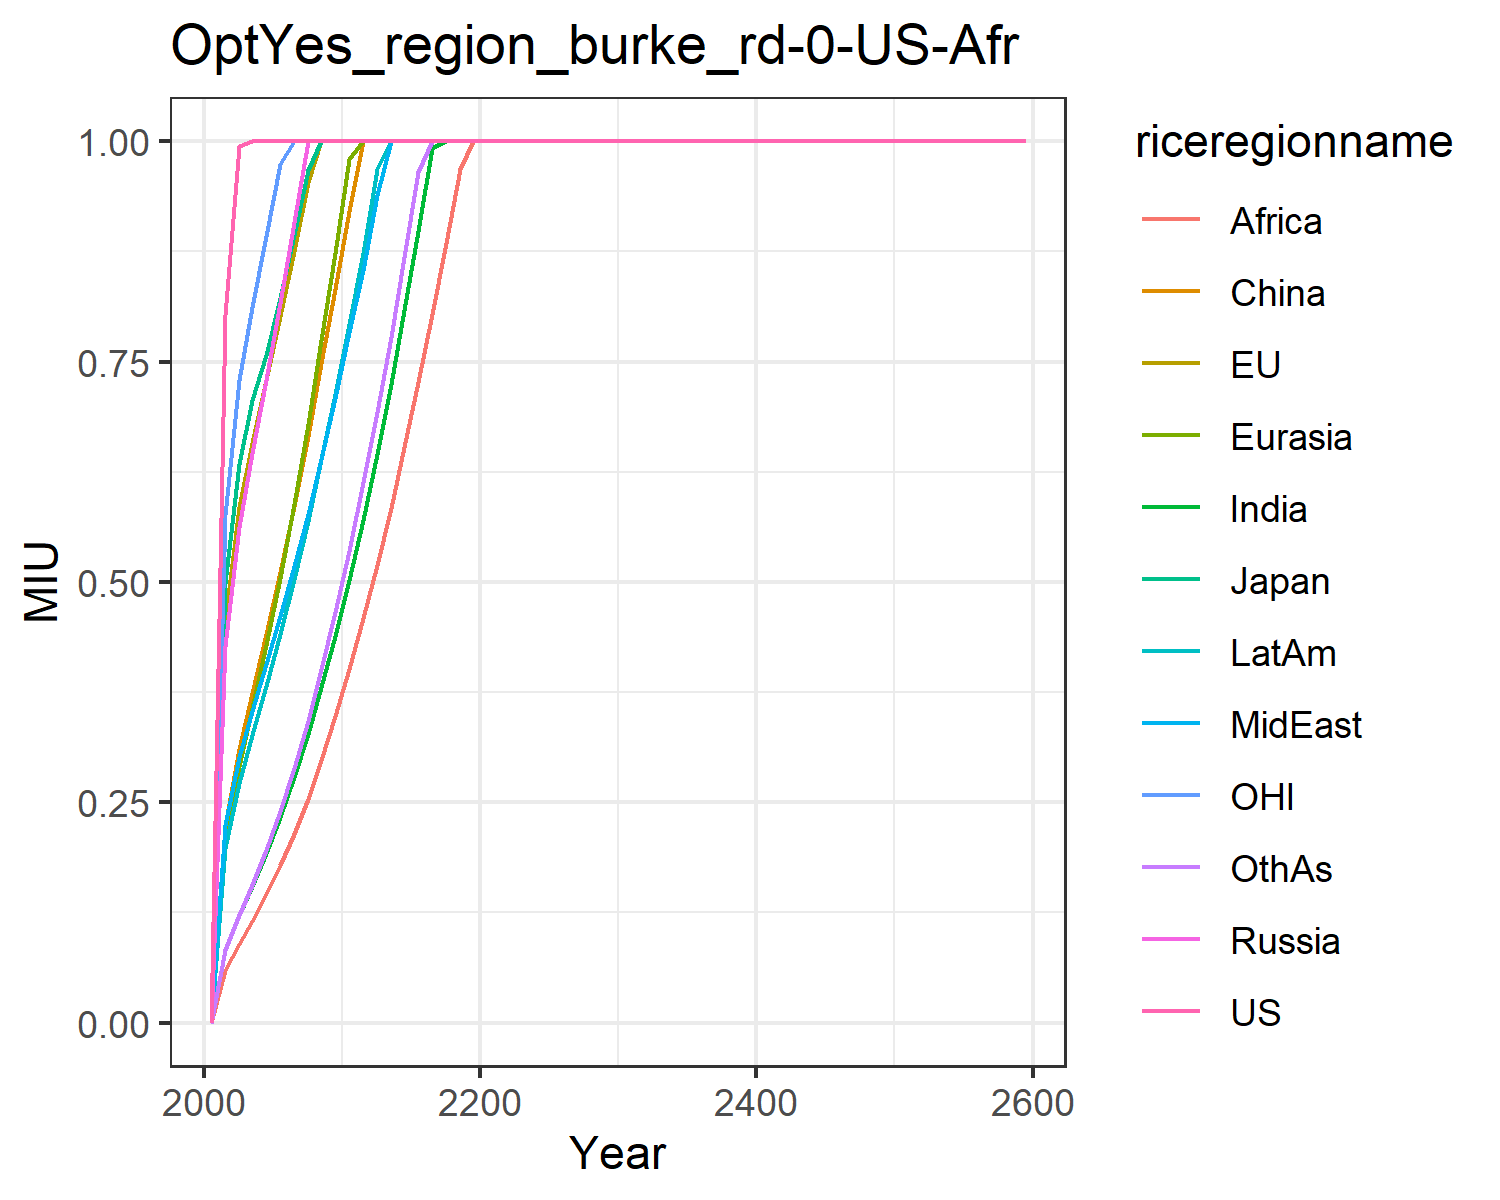 OptYes_region_burke_rd-0-US-Afr
1.00
0.75
0.50
0.25
0.00
MIU
2000
2200
2400
2600
Year
riceregionname
Africa
China
EU
Eurasia
India
Japan
LatAm
MidEast
OHI
OthAs
Russia
US